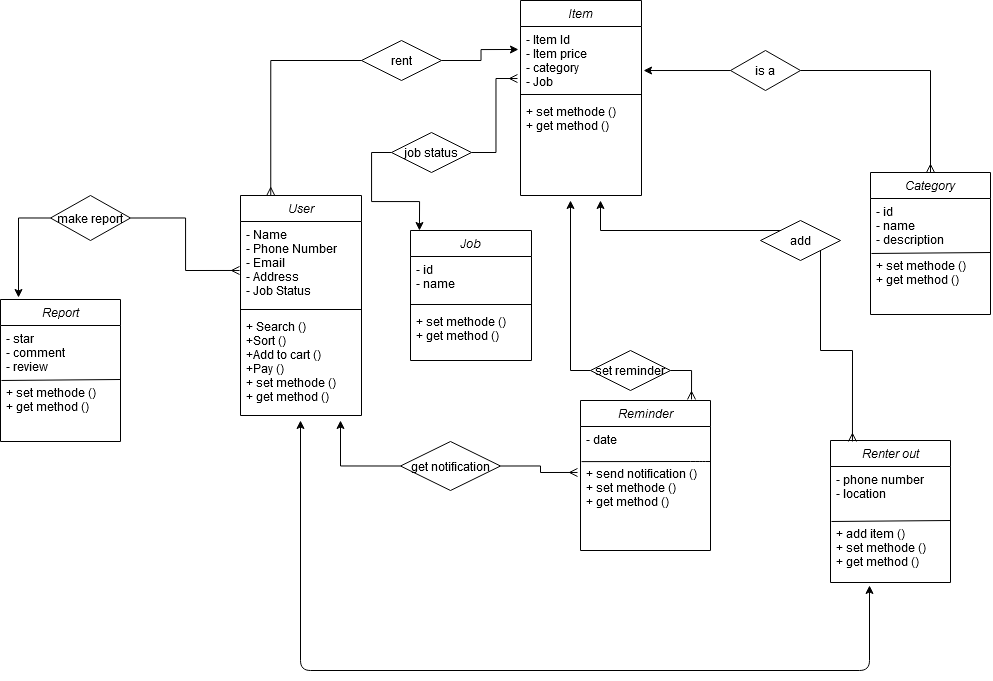 Item
- Item Id
- Item price
- category
- Job
+ set methode ()
+ get method ()
rent
is a
job status
Category
- id
- name
- description
+ set methode ()
+ get method ()
make report
User
- Name
- Phone Number
- Email
- Address
- Job Status
+ Search ()
+Sort ()
+Add to cart ()
+Pay ()
+ set methode ()
+ get method ()
Job
- id
- name
+ set methode ()
+ get method ()
add
Report
- star
- comment
- review
+ set methode ()
+ get method ()
set reminder
Reminder
- date
+ send notification ()
+ set methode ()
+ get method ()
get notification
Renter out
- phone number
- location
+ add item ()
+ set methode ()
+ get method ()